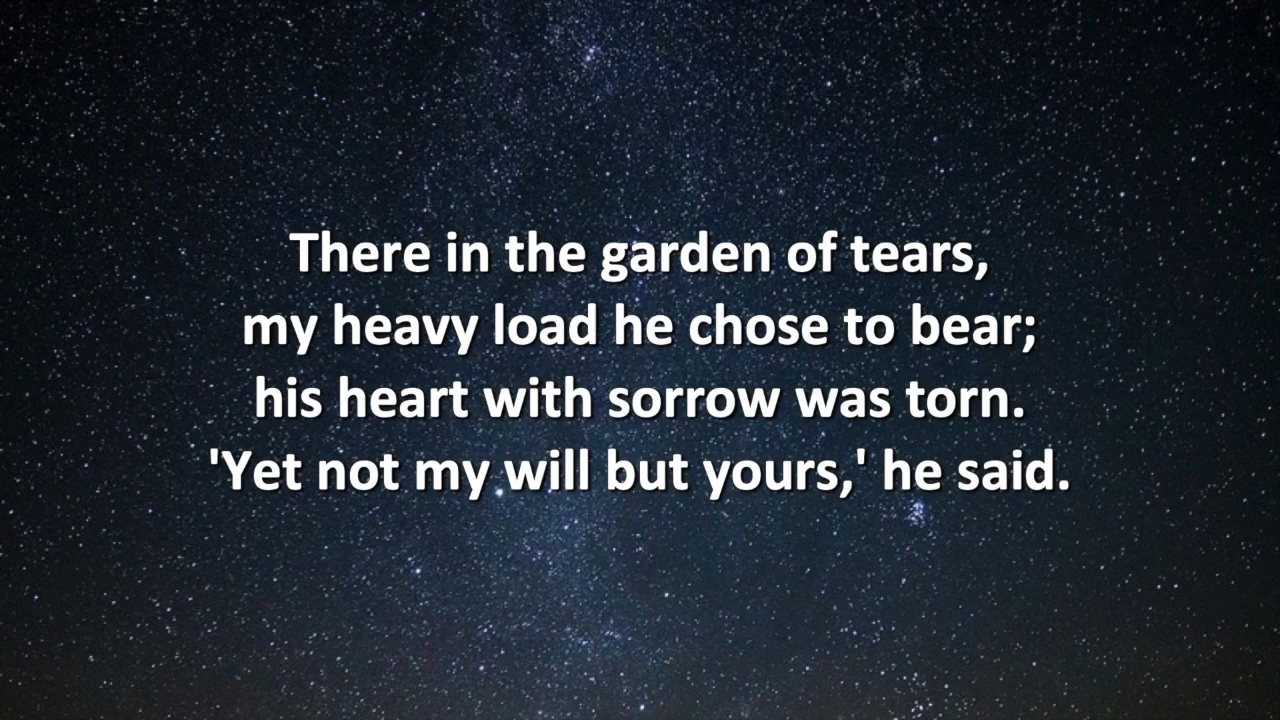 There in the garden of tears,
my heavy load he chose to bear;
his heart with sorrow was torn.
'Yet not my will but yours,' he said.